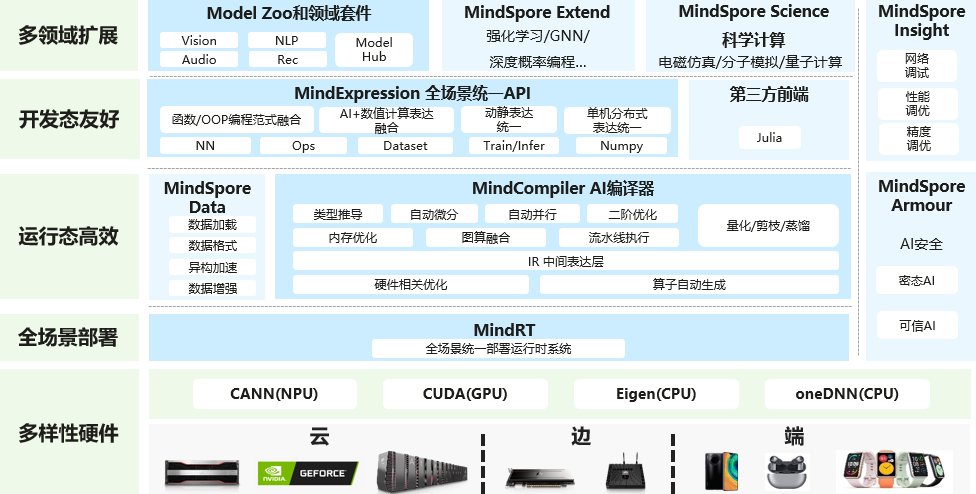 多领域扩展
Model Zoo和领域套件
Vision
NLP
Audio
Rec
Model
Hub
MindSpore Extend
强化学习/GNN/
深度概率编程...
MindSpore Science
科学计算
电磁仿真/分子模拟/量子计算
MindSpore
Insight
网络
调试
性能
调优
精度
调优
开发态友好
MindExpression 全场景统一API
函数/OOP编程范式融合
AI+数值计算表达
融合
动静表达
统一
单机分布式
表达统一
NN
Ops
Dataset
Train/Infer
Numpy
第三方前端
Julia
运行态高效
MindSpore
Data
数据加载
数据格式
异构加速
数据增强
MindCompiler AI编译器
类型推导
自动微分
自动并行
二阶优化
内存优化
图算融合
流水线执行
量化/剪枝/蒸馏
IR 中间表达层
硬件相关优化
算子自动生成
MindSpore
Armour
AI安全
密态AI
可信AI
全场景部署
MindRT
全场景统一部署运行时系统
多样性硬件
CANN(NPU)
CUDA(GPU)
Eigen(CPU)
oneDNN(CPU)
云
边
端
NVIDIA
GEFORCE